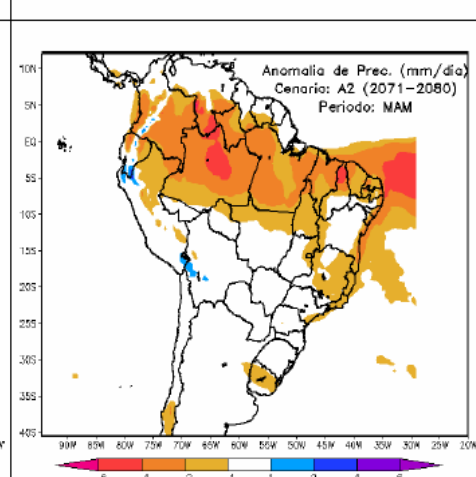 Anomalia de Prec. (mm/dia)
Cenario: A2 (2071-2080)
Periodo: MAM
10N
5N
EQ
5S
10S
15S
20S
25S
30S
35S
40S
90W 85W 80W 75W 70W 65W 60W 55W 50W 45W 40W 35W 30W 25W 20W